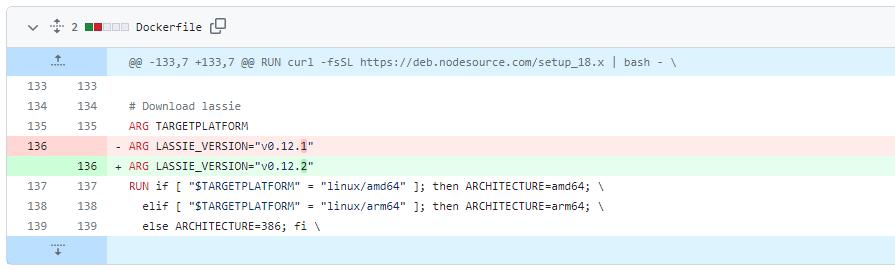 2 Dockerfile
@@ -133,7 +133,7 @@ RUN curl -fsSL https://deb.nodesource.com/setup_18.x | bash - \
133 133
134 134 # Download lassie
135 135 ARG TARGETPLATFORM
136 - ARG LASSIE_VERSION="v0.12.1"
136 + ARG LASSIE_VERSION="v0.12.2"
137 137 RUN if [ "$TARGETPLATFORM" = "linux/amd64" ]; then ARCHITECTURE=amd64; \
138 138 elif [ "$TARGETPLATFORM" = "linux/arm64" ]; then ARCHITECTURE=arm64; \
139 139 else ARCHITECTURE=386; fi \